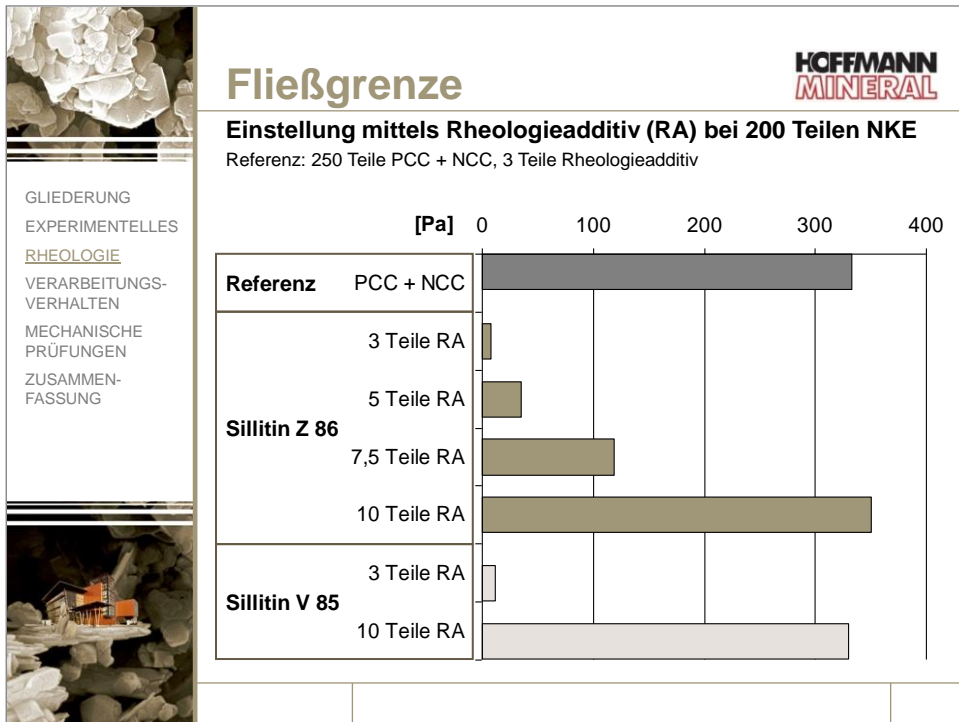 Fließgrenze
HOFFMANN
MINERAL
Einstellung mittels Rheologieadditiv (RA) bei 200 Teilen NKE
Referenz: 250 Teile PCC + NCC, 3 Teile Rheologieadditiv
GLIEDERUNG
EXPERIMENTELLES
RHEOLOGIE
VERARBEITUNGS-
VERHALTEN
MECHANISCHE
PRÜFUNGEN
ZUSAMMEN-
FASSUNG
[Pa] 0 100 200 300 400
Referenz PCC + NCC
3 Teile RA
5 Teile RA
Sillitin Z 86
7,5 Teile RA
10 Teile RA
3 Teile RA
Sillitin V 85
10 Teile RA